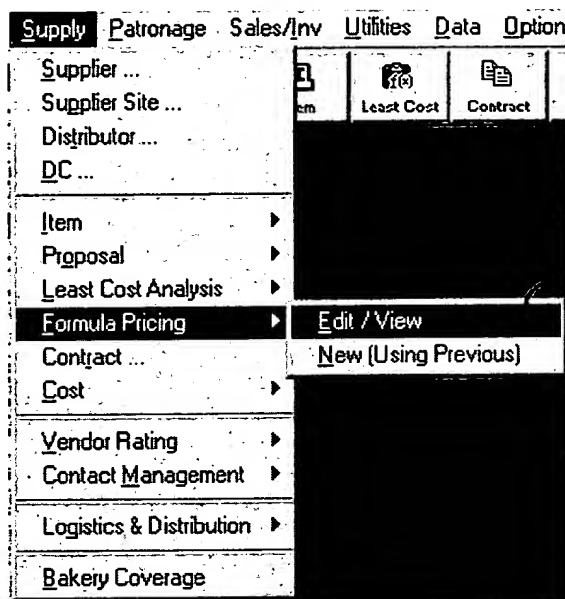 Supply Patronage Sales/Inv Utilities Data Option
Supplier ...
Supplier Site ...
Distributor ...
DC ...
Least Cost
Contract
Item
Proposal
Least Cost Analysis
Formula Pricing
Edit / View
New (Using Previous)
Contract ...
Cost
Vendor Rating
Contact Management
Logistics & Distribution
Bakery Coverage